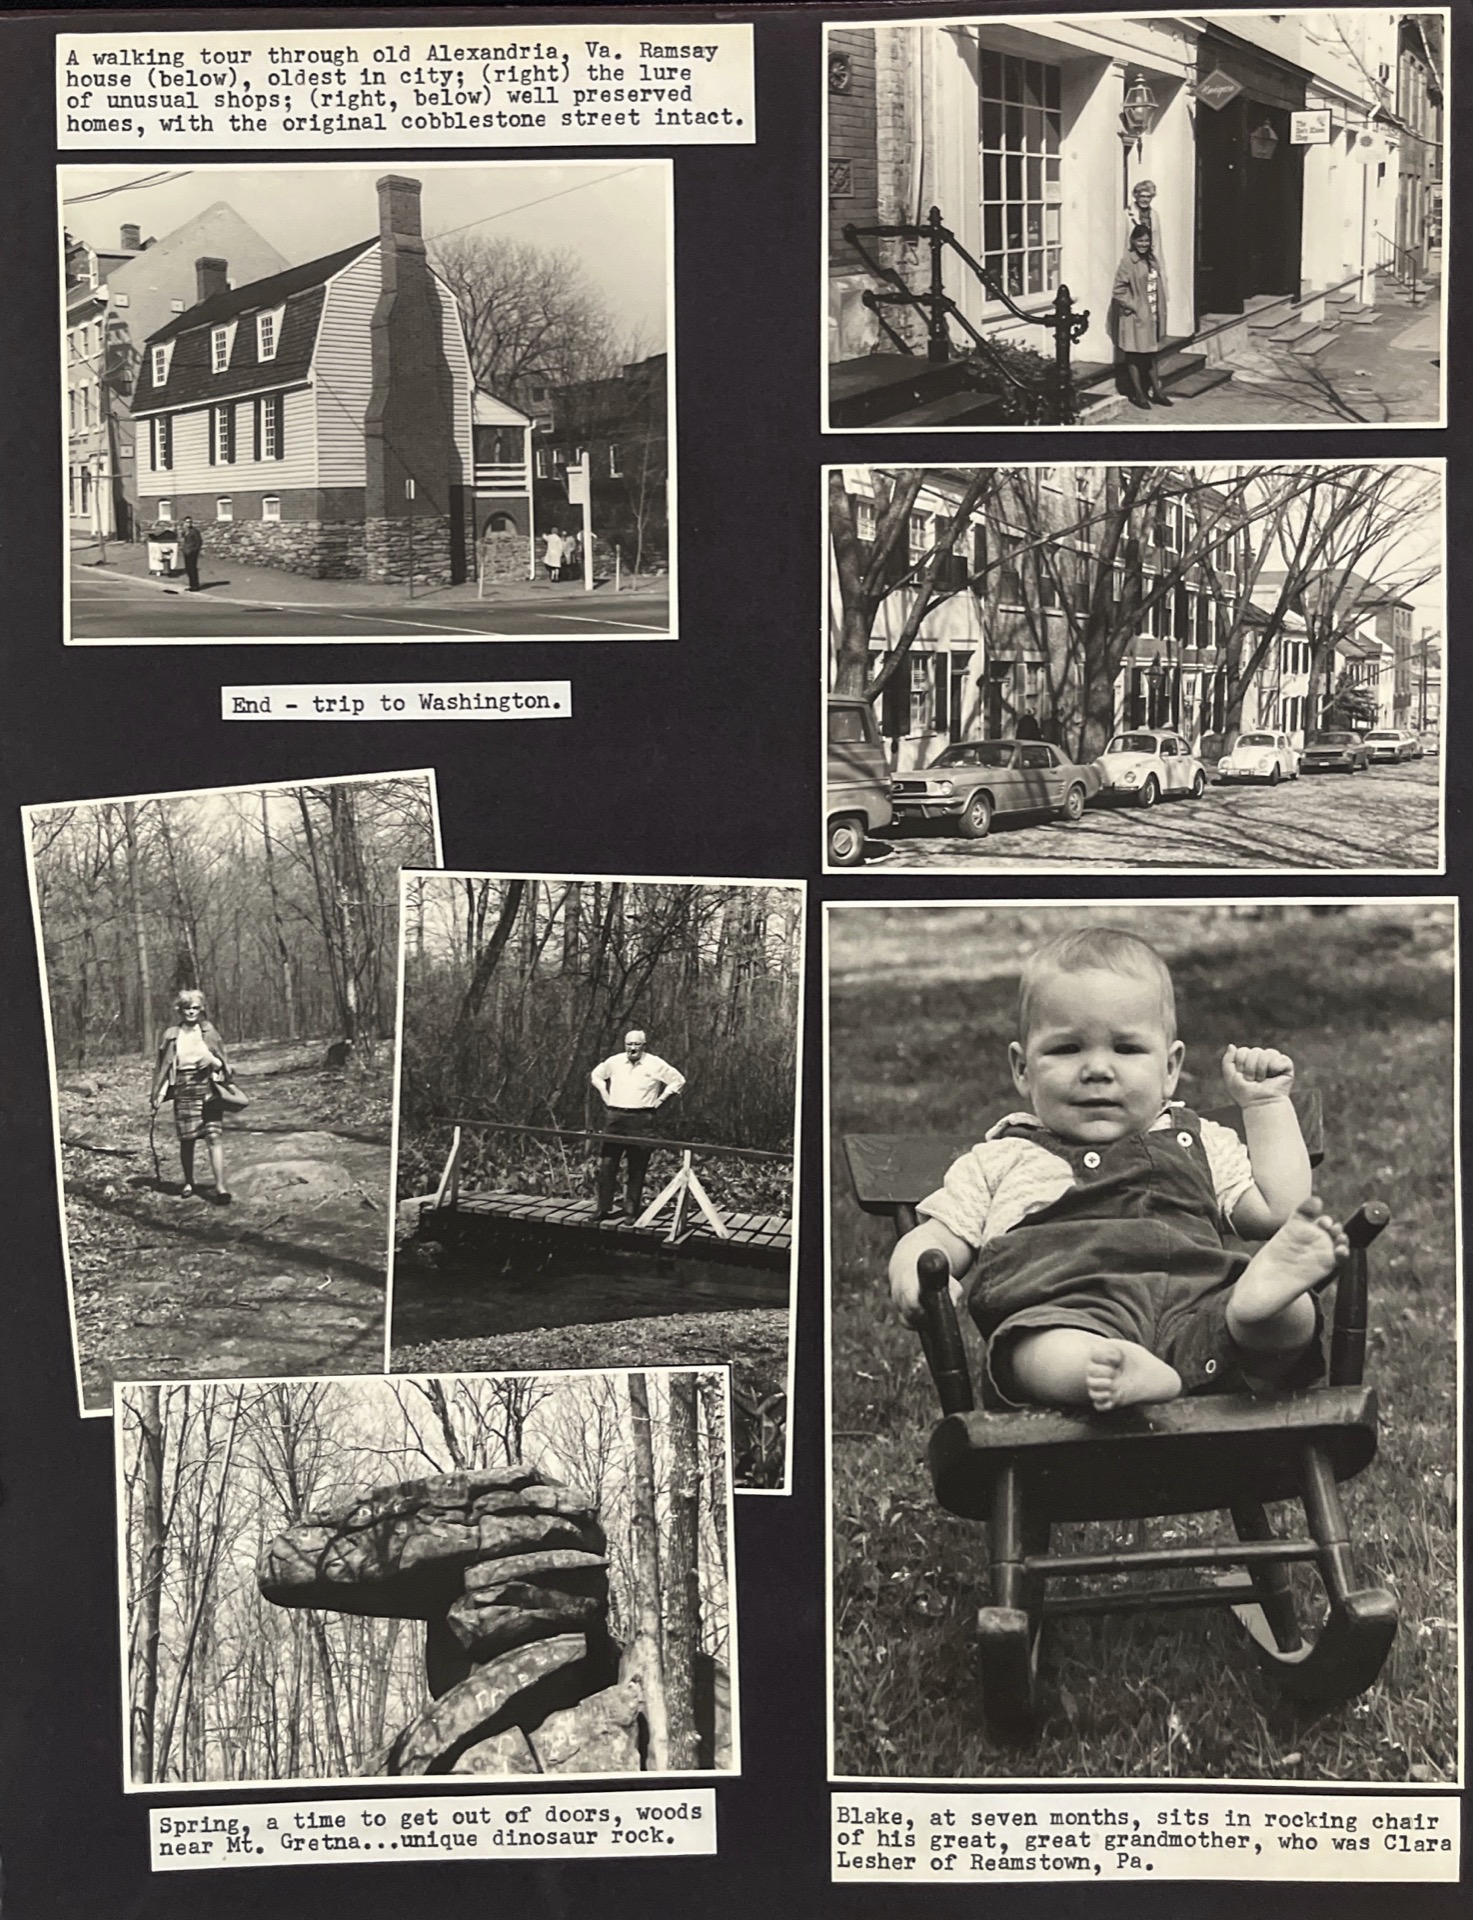 A walking tour through old Alexandria, Va. Ramsay
house (below), oldest in city; (right) the lure
of unusual shops; (right, below) well preserved
homes, with the original cobblestone street intact.
End - trip to Washington.
Spring, a time to get out of doors, woods
near Mt. Gretna...unique dinosaur rock.
Blake, at seven months, sits in rocking chair
of his great, great grandmother, who was Clara
Lesher of Reamstown, Pa.